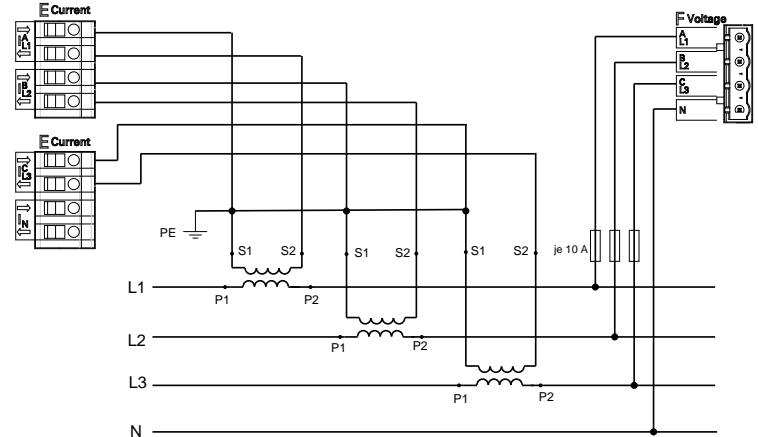 E Current
A
L1
I
B
L2
I
E Current
C
L3
I
N
I
F Voltage
A
L1
B
L2
C
L3
N
PE
S1
S2
S1
S2
S1
S2
je 10 A
L1
P1
P2
L2
P1
P2
L3
P1
P2
N